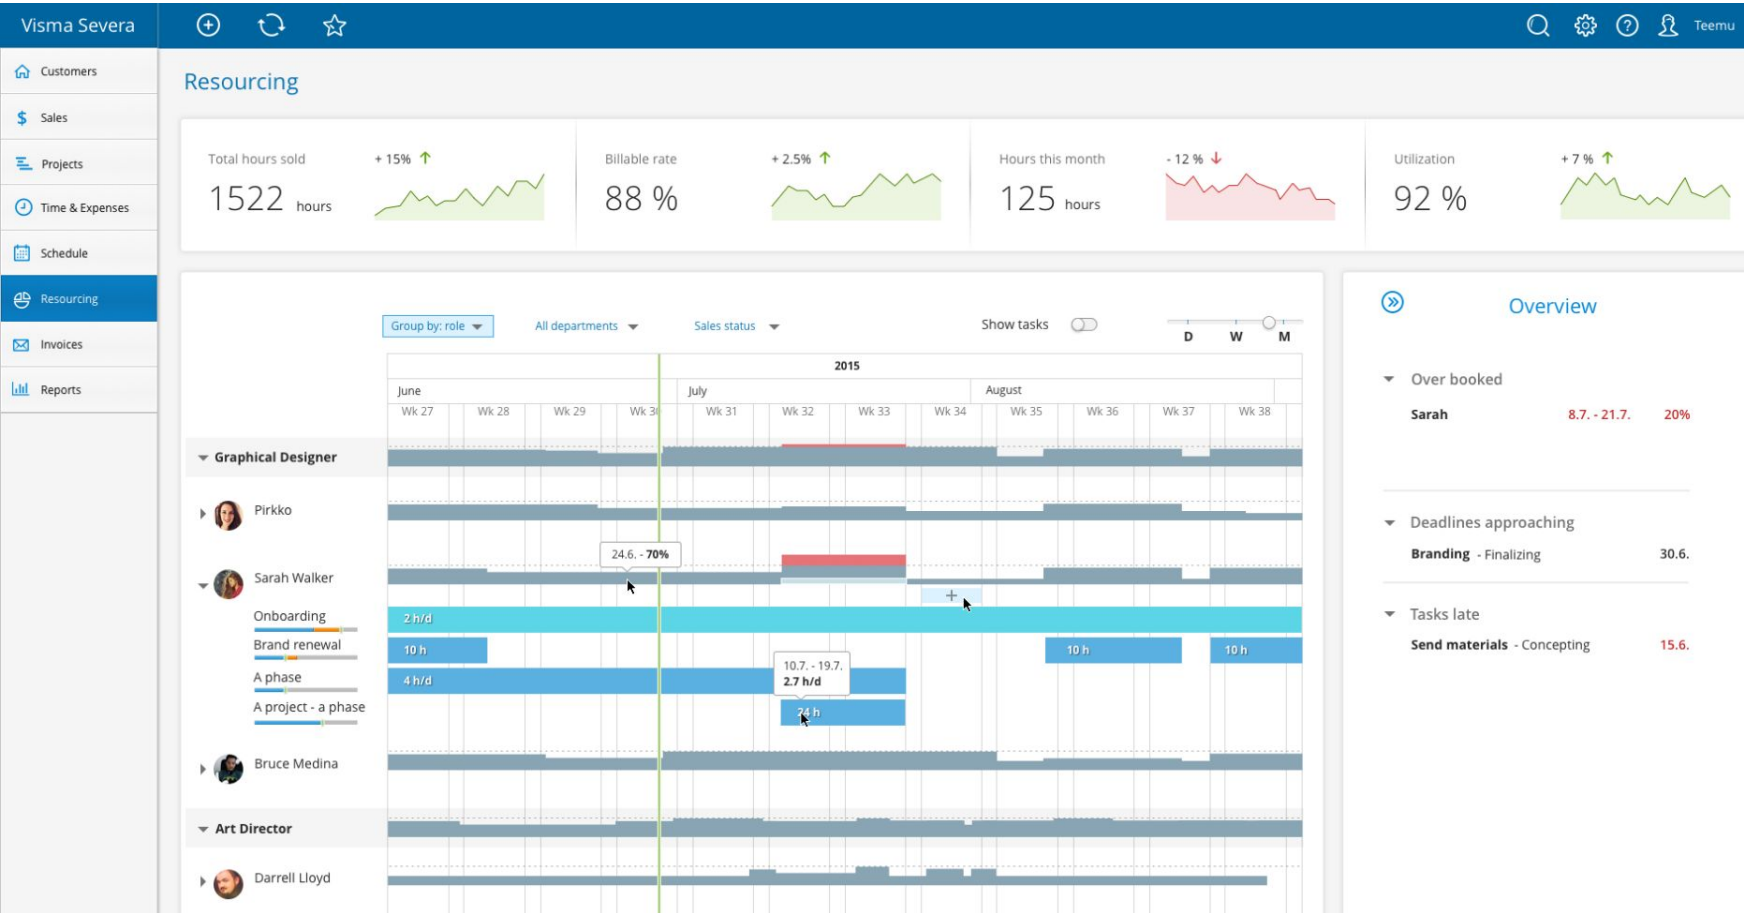 Visma Severa
Teemu
Customers
Sales
Projects
Time & Expenses
Schedule
Resourcing
Invoices
Reports
Resourcing
Total hours sold + 15%
1522 hours
Billable rate + 2.5%
88 %
Hours this month - 12 %
125 hours
Utilization + 7 %
92 %
Group by: role All departments Sales status Show tasks
D W M
2015
June July August
Wk 27 Wk 28 Wk 29 Wk 30 Wk 31 Wk 32 Wk 33 Wk 34 Wk 35 Wk 36 Wk 37 Wk 38
Graphical Designer
Pirkko
24.6. - 70%
Sarah Walker
+
Onboarding 2 h/d
Brand renewal 10 h 10 h 10 h
10.7. - 19.7.
2.7 h/d
A phase 4 h/d
A project - a phase 24 h
Bruce Medina
Art Director
Darrell Lloyd
Overview
Over booked
Sarah 8.7. - 21.7. 20%
Deadlines approaching
Branding - Finalizing 30.6.
Tasks late
Send materials - Concepting 15.6.